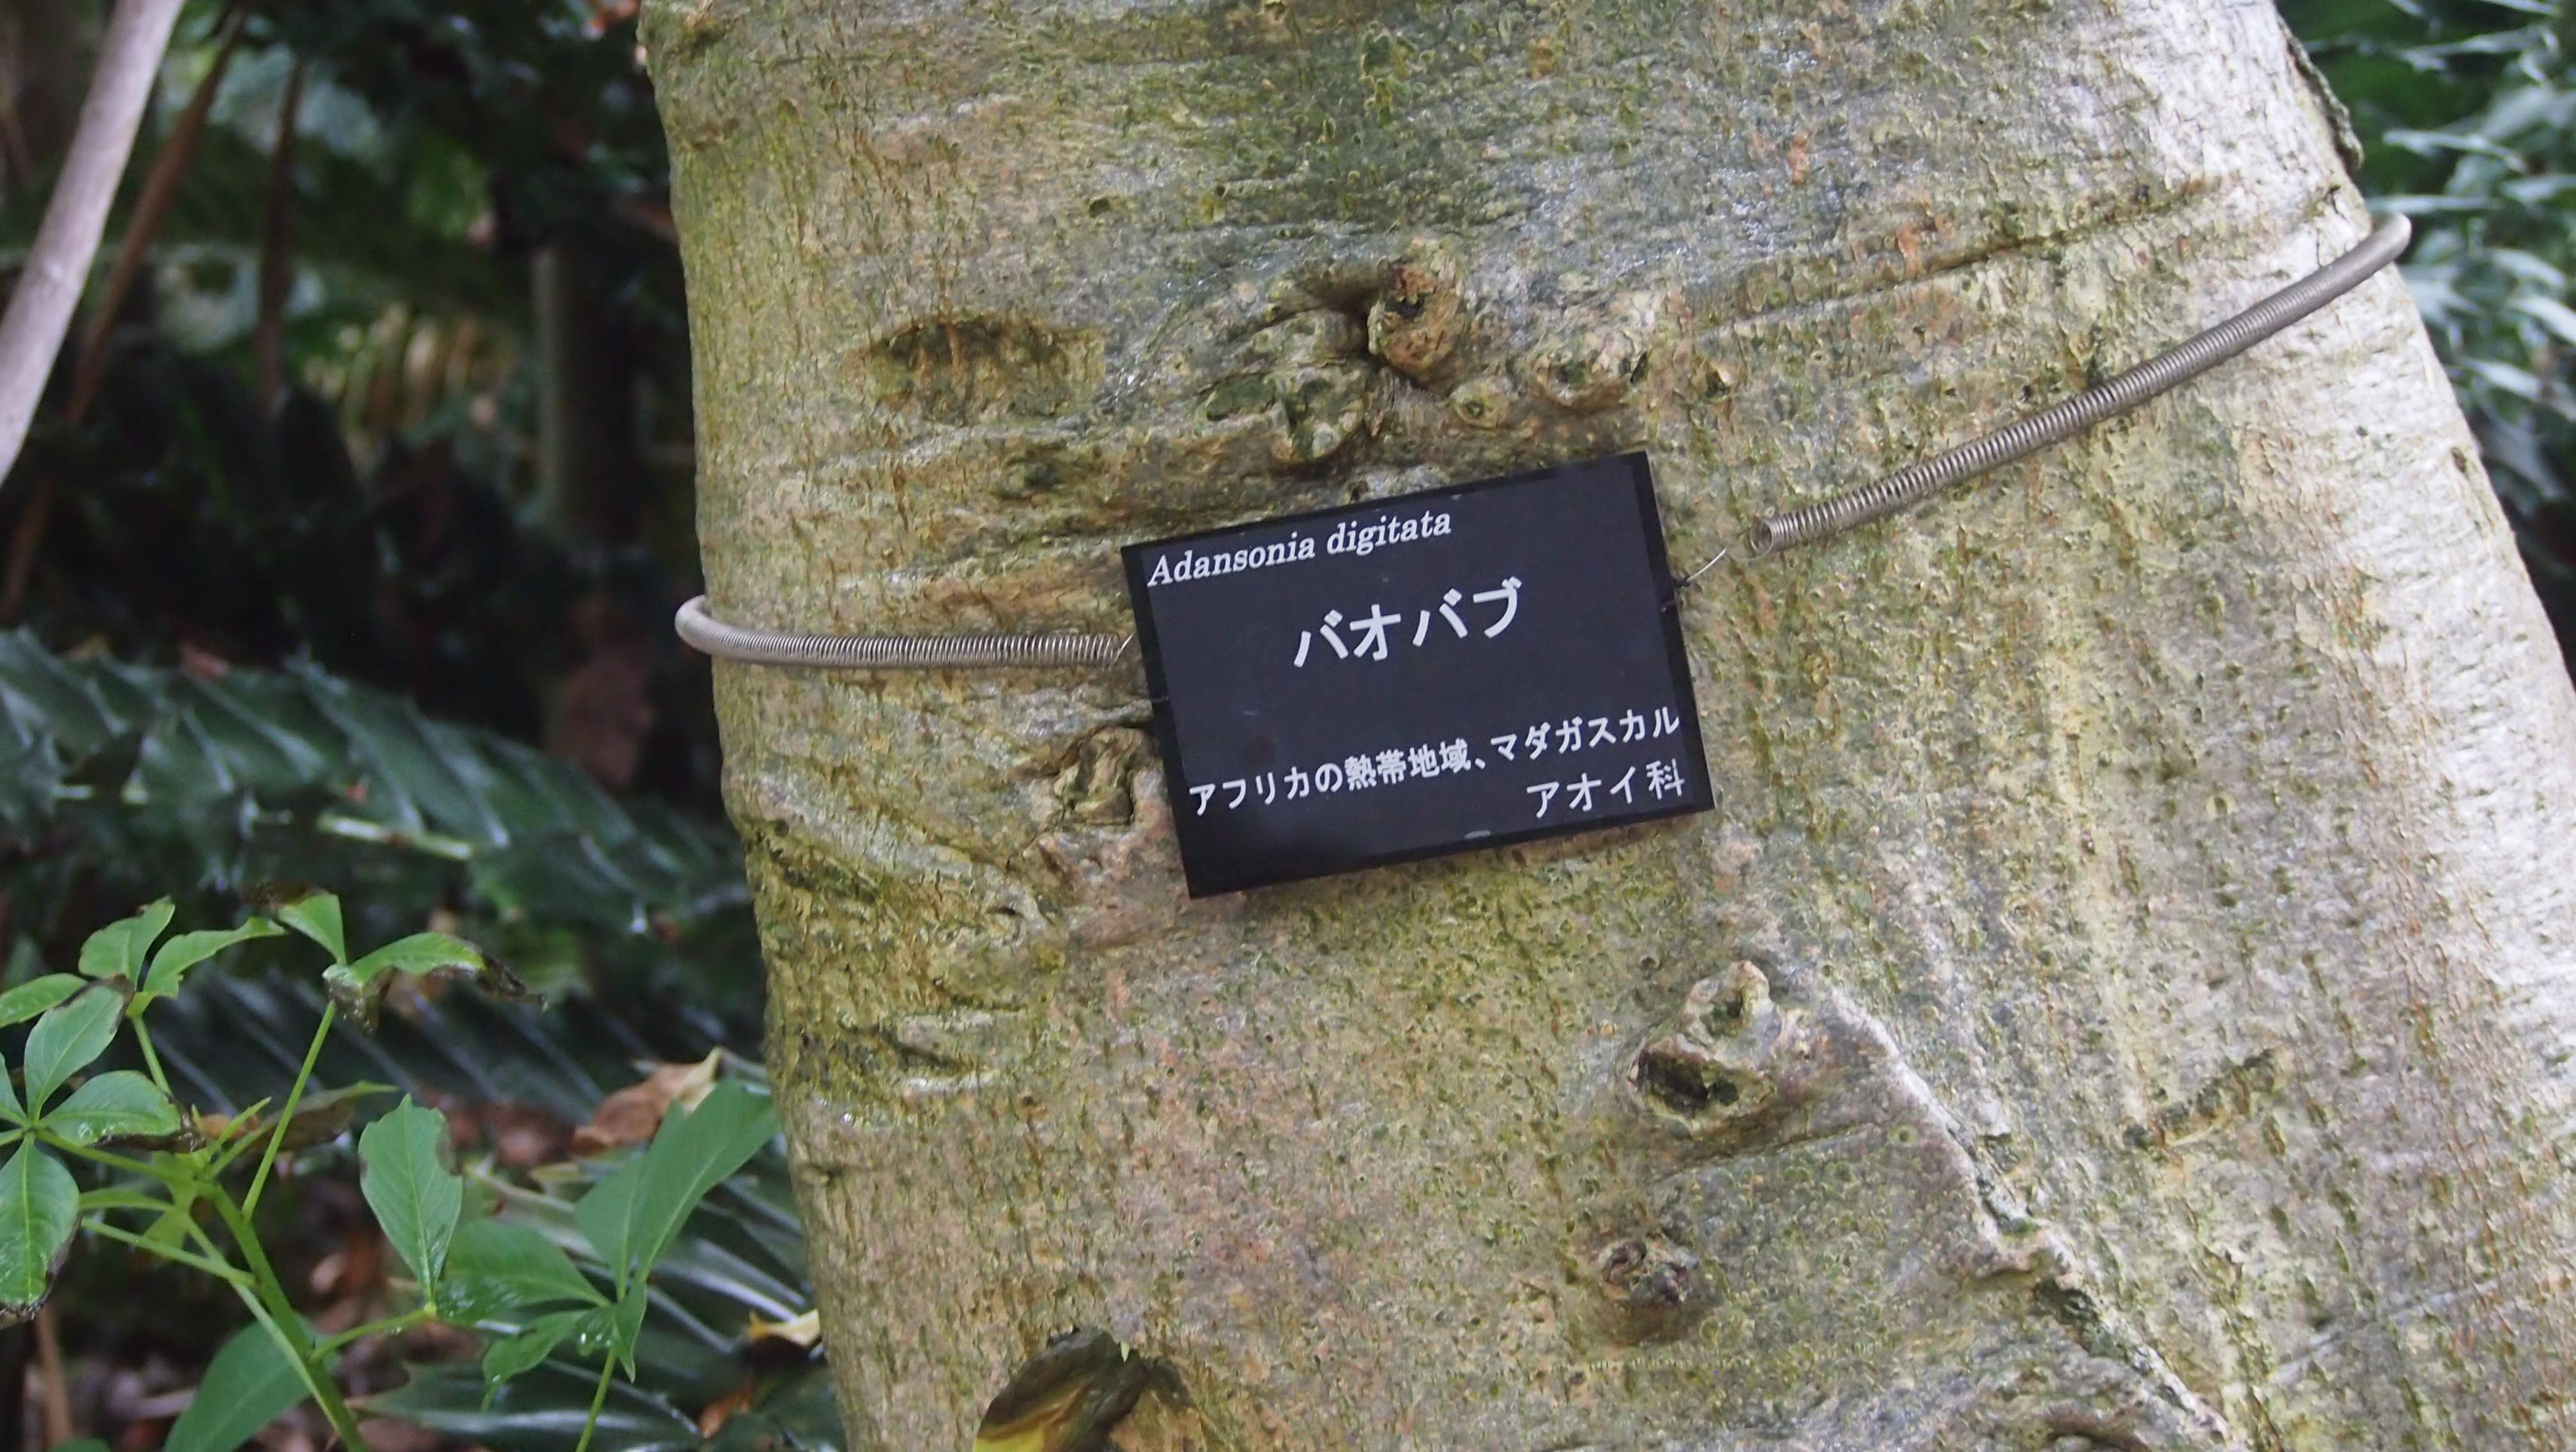 Adansonia digitata
バオバブ
アフリカの熱帯地域、マダガスカル
アオイ科